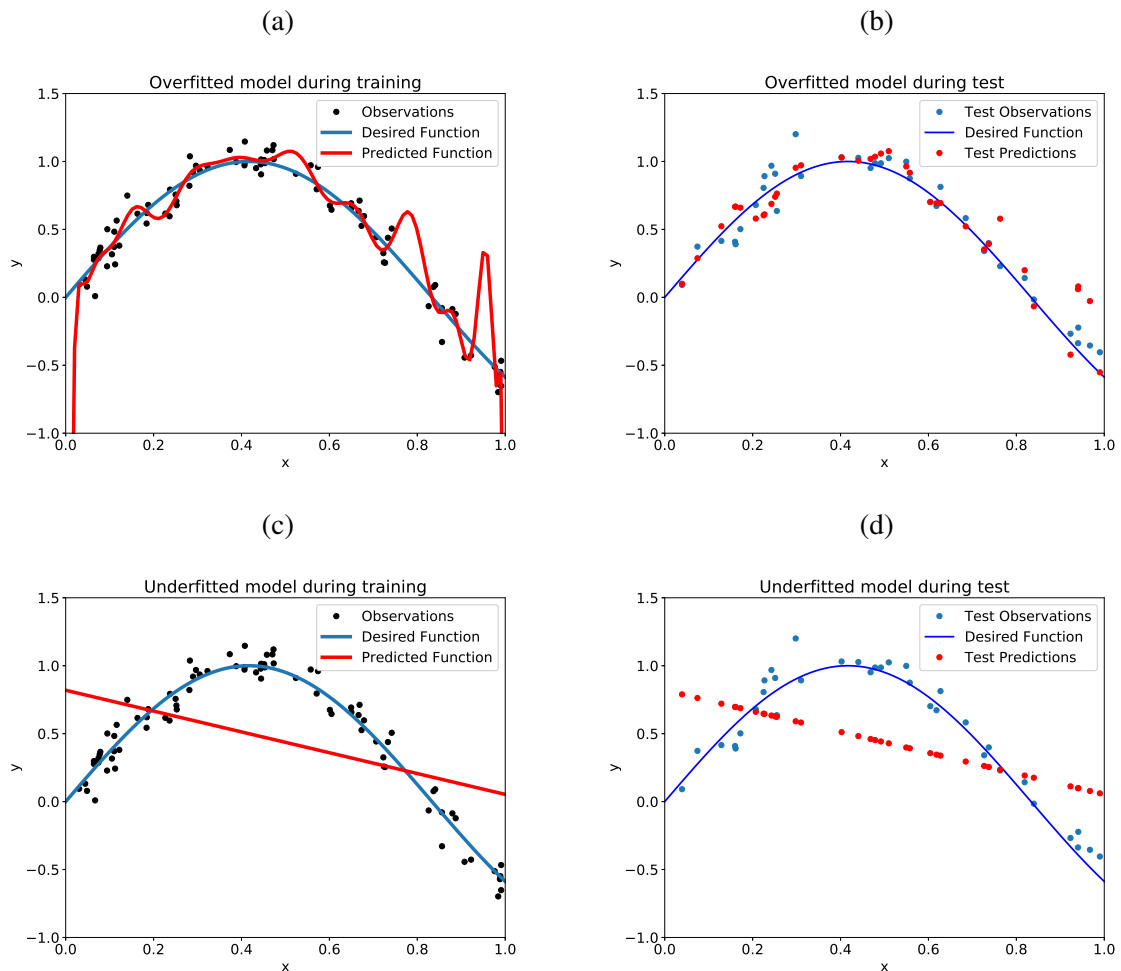 (a)
Overfitted model during training
1.5
1.0
0.5
0.0
−0.5
−1.0
y
Observations
Desired Function
Predicted Function
0.0 0.2 0.4 0.6 0.8 1.0
x
(b)
Overfitted model during test
1.5
1.0
0.5
0.0
−0.5
−1.0
y
Test Observations
Desired Function
Test Predictions
0.0 0.2 0.4 0.6 0.8 1.0
x
(c)
Underfitted model during training
1.5
1.0
0.5
0.0
−0.5
−1.0
y
Observations
Desired Function
Predicted Function
0.0 0.2 0.4 0.6 0.8 1.0
x
(d)
Underfitted model during test
1.5
1.0
0.5
0.0
−0.5
−1.0
y
Test Observations
Desired Function
Test Predictions
0.0 0.2 0.4 0.6 0.8 1.0
x